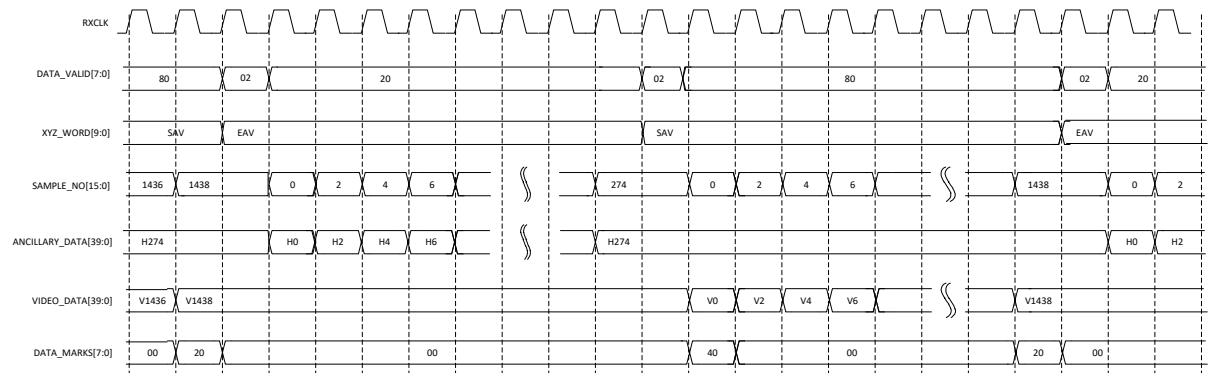 RXCLK
DATA_VALID[7:0] 80 02 20 02 80 02 20
XYZ_WORD[9:0] SAV EAV SAV EAV
SAMPLE_NO[15:0] 1436 1438 0 2 4 6 274 0 2 4 6 1438 0 2
ANCILLARY_DATA[39:0] H274 H0 H2 H4 H6 H274 H0 H2
VIDEO_DATA[39:0] V1436 V1438 V0 V2 V4 V6 V1438
DATA_MARKS[7:0] 00 20 00 40 00 20 00